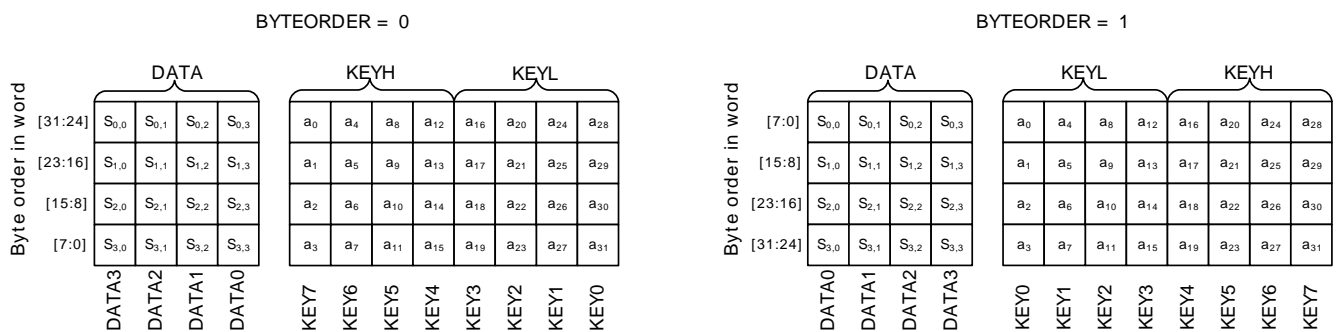 BYTEORDER = 0
DATA KEYH KEYL
Byte order in word
[31:24] S0,0 S0,1 S0,2 S0,3 a0 a4 a8 a12 a16 a20 a24 a28
[23:16] S1,0 S1,1 S1,2 S1,3 a1 a5 a9 a13 a17 a21 a25 a29
[15:8] S2,0 S2,1 S2,2 S2,3 a2 a6 a10 a14 a18 a22 a26 a30
[7:0] S3,0 S3,1 S3,2 S3,3 a3 a7 a11 a15 a19 a23 a27 a31
DATA3 DATA2 DATA1 DATA0 KEY7 KEY6 KEY5 KEY4 KEY3 KEY2 KEY1 KEY0
BYTEORDER = 1
DATA KEYL KEYH
Byte order in word
[7:0] S0,0 S0,1 S0,2 S0,3 a0 a4 a8 a12 a16 a20 a24 a28
[15:8] S1,0 S1,1 S1,2 S1,3 a1 a5 a9 a13 a17 a21 a25 a29
[23:16] S2,0 S2,1 S2,2 S2,3 a2 a6 a10 a14 a18 a22 a26 a30
[31:24] S3,0 S3,1 S3,2 S3,3 a3 a7 a11 a15 a19 a23 a27 a31
DATA0 DATA1 DATA2 DATA3 KEY0 KEY1 KEY2 KEY3 KEY4 KEY5 KEY6 KEY7